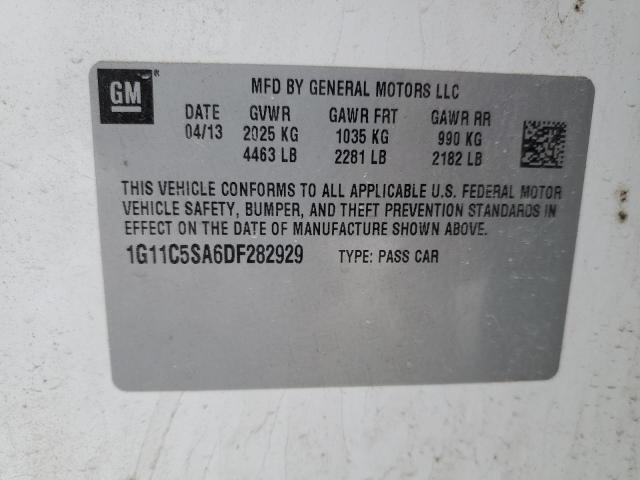 GM®
MFD BY GENERAL MOTORS LLC
DATE GVWR GAWR FRT GAWR RR
04/13 2025 KG 1035 KG 990 KG
4463 LB 2281 LB 2182 LB
THIS VEHICLE CONFORMS TO ALL APPLICABLE U.S. FEDERAL MOTOR
VEHICLE SAFETY, BUMPER, AND THEFT PREVENTION STANDARDS IN
EFFECT ON THE DATE OF MANUFACTURE SHOWN ABOVE.
1G11C5SA6DF282929 TYPE: PASS CAR